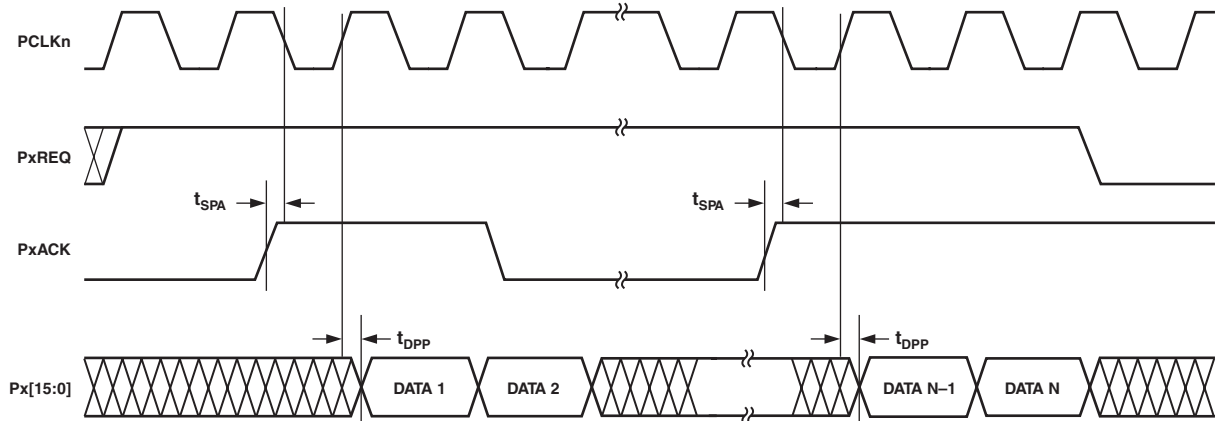 PCLKn
PxREQ
tSPA
tSPA
PxACK
tDPP
tDPP
Px[15:0]
DATA 1
DATA 2
DATA N–1
DATA N